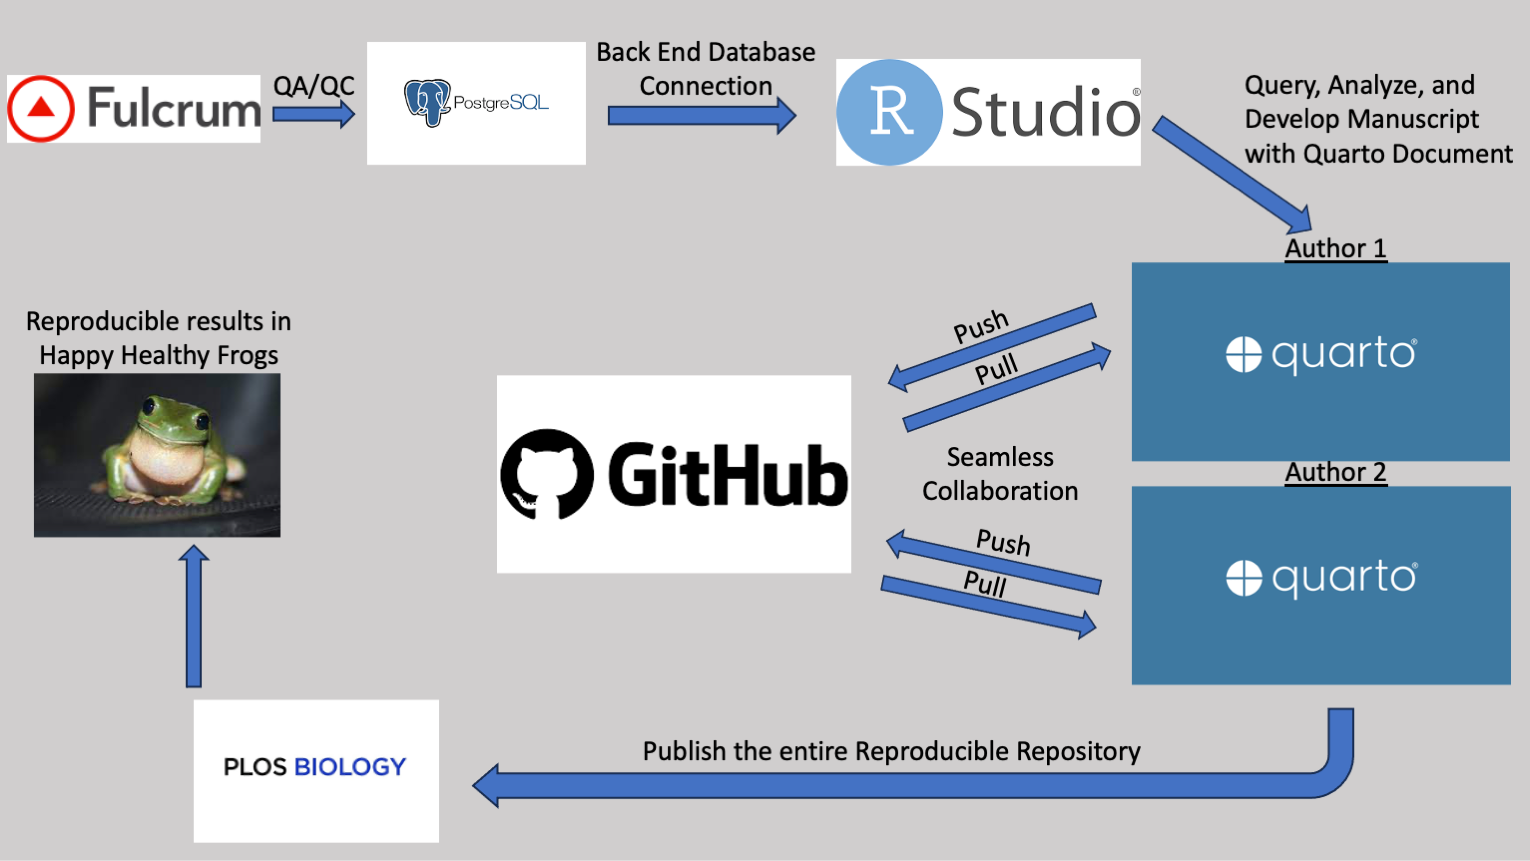 Fulcrum
QA/QC
PostgreSQL
Back End Database
Connection
R Studio®
Query, Analyze, and
Develop Manuscript
with Quarto Document
Author 1
quarto®
Reproducible results in
Happy Healthy Frogs
Push
Pull
GitHub
Seamless
Collaboration
Author 2
quarto®
Push
Pull
Publish the entire Reproducible Repository
PLOS BIOLOGY